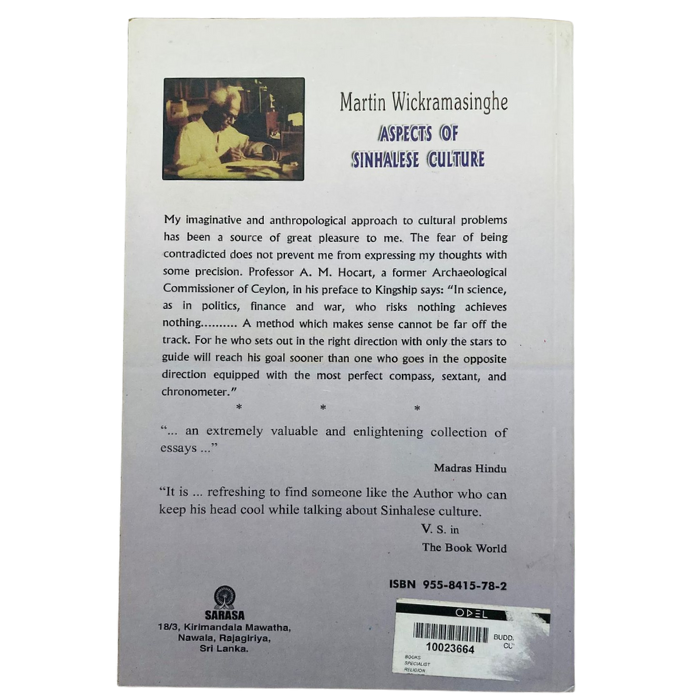 Martin Wickramasinghe
ASPECTS OF
SINHALESE CULTURE
My imaginative and anthropological approach to cultural problems
has been a source of great pleasure to me. The fear of being
contradicted does not prevent me from expressing my thoughts with
some precision. Professor A. M. Hocart, a former Archaeological
Commissioner of Ceylon, in his preface to Kingship says: “In science,
as in politics, finance and war, who risks nothing achieves
nothing.......... A method which makes sense cannot be far off the
track. For he who sets out in the right direction with only the stars to
guide will reach his goal sooner than one who goes in the opposite
direction equipped with the most perfect compass, sextant, and
chronometer.”
* * *
“... an extremely valuable and enlightening collection of
essays ...”
Madras Hindu
“It is ... refreshing to find someone like the Author who can
keep his head cool while talking about Sinhalese culture.
V. S. in
The Book World
ISBN 955-8415-78-2
SARASA
18/3, Kirimandala Mawatha,
Nawala, Rajagiriya,
Sri Lanka.
ODEL
BUDD
CU
10023664
BOOKS
SPECIALIST
RELIGION